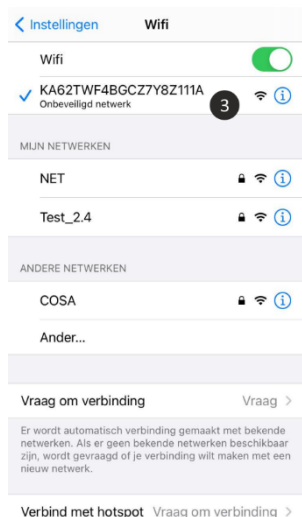 Instellingen Wifi
Wifi
KA62TWF4BGCZ7Y8Z111A
Onbeveiligd netwerk
3
MIJN NETWERKEN
NET
Test_2.4
ANDERE NETWERKEN
COSA
Ander...
Vraag om verbinding Vraag
Er wordt automatisch verbinding gemaakt met bekende
netwerken. Als er geen bekende netwerken beschikbaar
zijn, wordt gevraagd of je verbinding wilt maken met een
nieuw netwerk.
Verbind met hotspot Vraag om verbinding